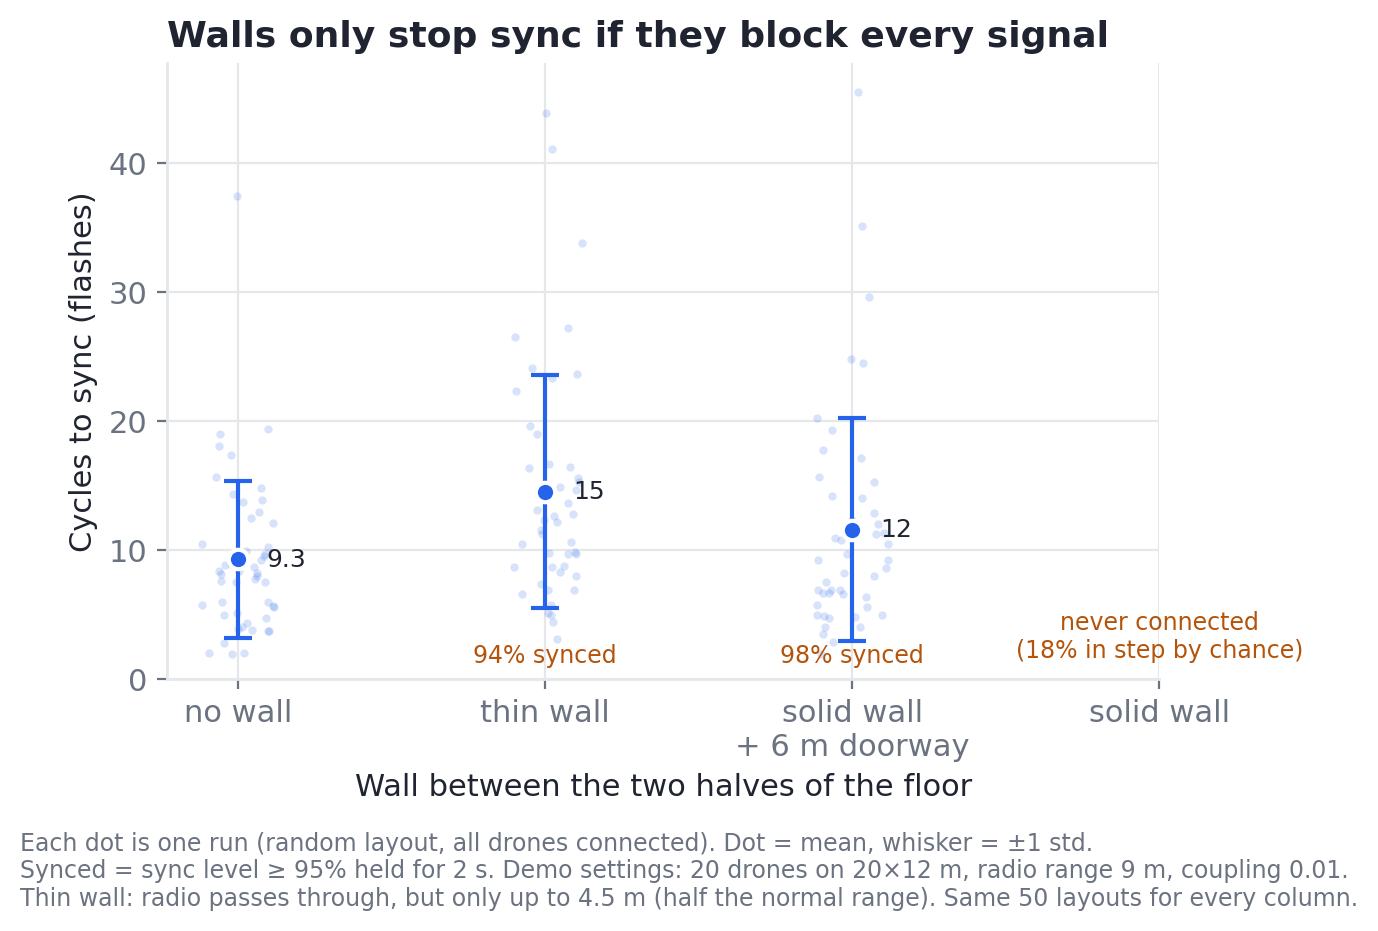 Walls only stop sync if they block every signal
Cycles to sync (flashes)
40
30
20
10
0
9.3
15
12
94% synced
98% synced
never connected
(18% in step by chance)
no wall
thin wall
solid wall
+ 6 m doorway
solid wall
Wall between the two halves of the floor
Each dot is one run (random layout, all drones connected). Dot = mean, whisker = ±1 std.
Synced = sync level ≥ 95% held for 2 s. Demo settings: 20 drones on 20×12 m, radio range 9 m, coupling 0.01.
Thin wall: radio passes through, but only up to 4.5 m (half the normal range). Same 50 layouts for every column.